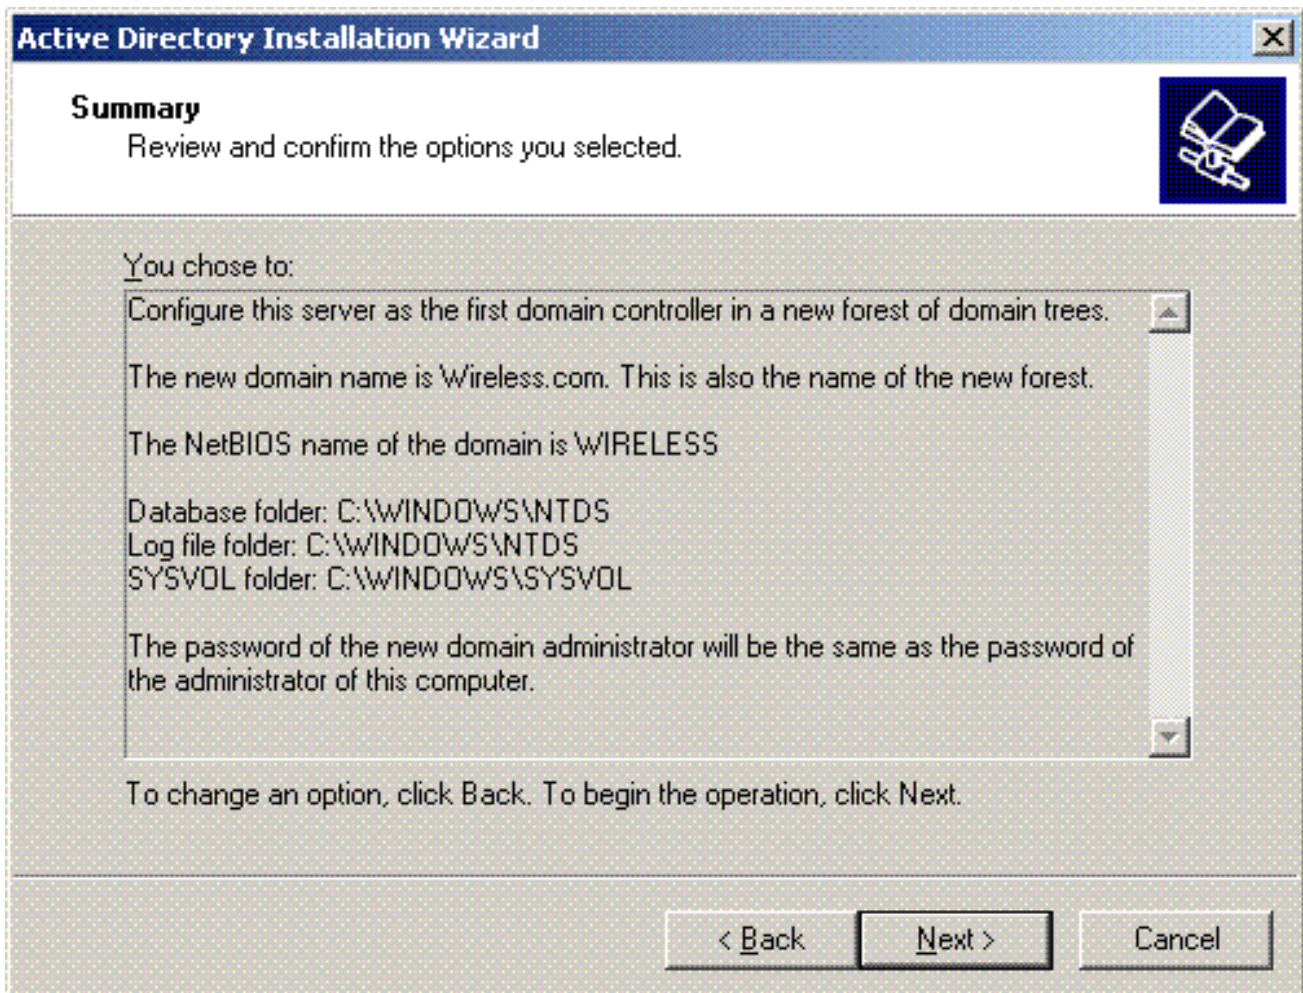 Active Directory Installation Wizard
Summary
Review and confirm the options you selected.
You chose to:
Configure this server as the first domain controller in a new forest of domain trees.
The new domain name is Wireless.com. This is also the name of the new forest.
The NetBIOS name of the domain is WIRELESS
Database folder: C:\WINDOWS\NTDS
Log file folder: C:\WINDOWS\NTDS
SYSVOL folder: C:\WINDOWS\SYSVOL
The password of the new domain administrator will be the same as the password of
the administrator of this computer.
To change an option, click Back. To begin the operation, click Next.
< Back Next > Cancel